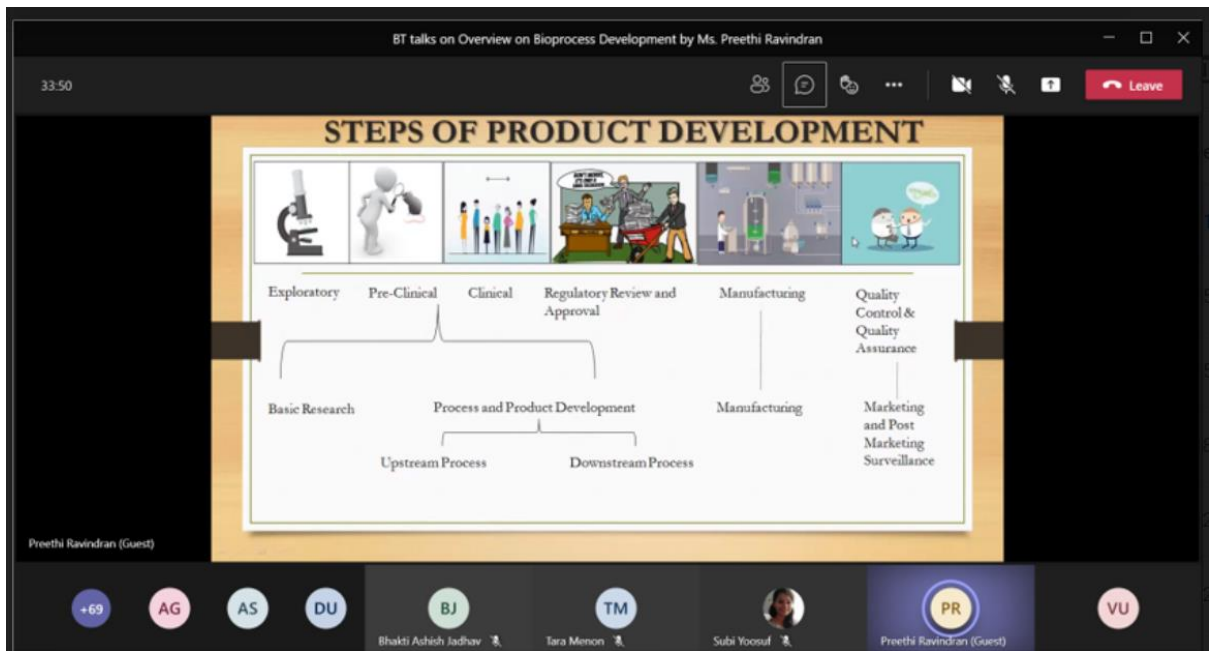 BT talks on Overview on Bioprocess Development by Ms. Preethi Ravindran
33:50
Leave
STEPS OF PRODUCT DEVELOPMENT
Exploratory
Pre-Clinical
Clinical
Regulatory Review and
Approval
Manufacturing
Quality
Control &
Quality
Assurance
Basic Research
Process and Product Development
Manufacturing
Marketing
and Post
Marketing
Surveillance
Upstream Process
Downstream Process
Preethi Ravindran (Guest)
+69
AG
AS
DU
BJ
Bhakti Ashish Jadhav
TM
Tara Menon
Subi Yoosuf
PR
Preethi Ravindran (Guest)
VU